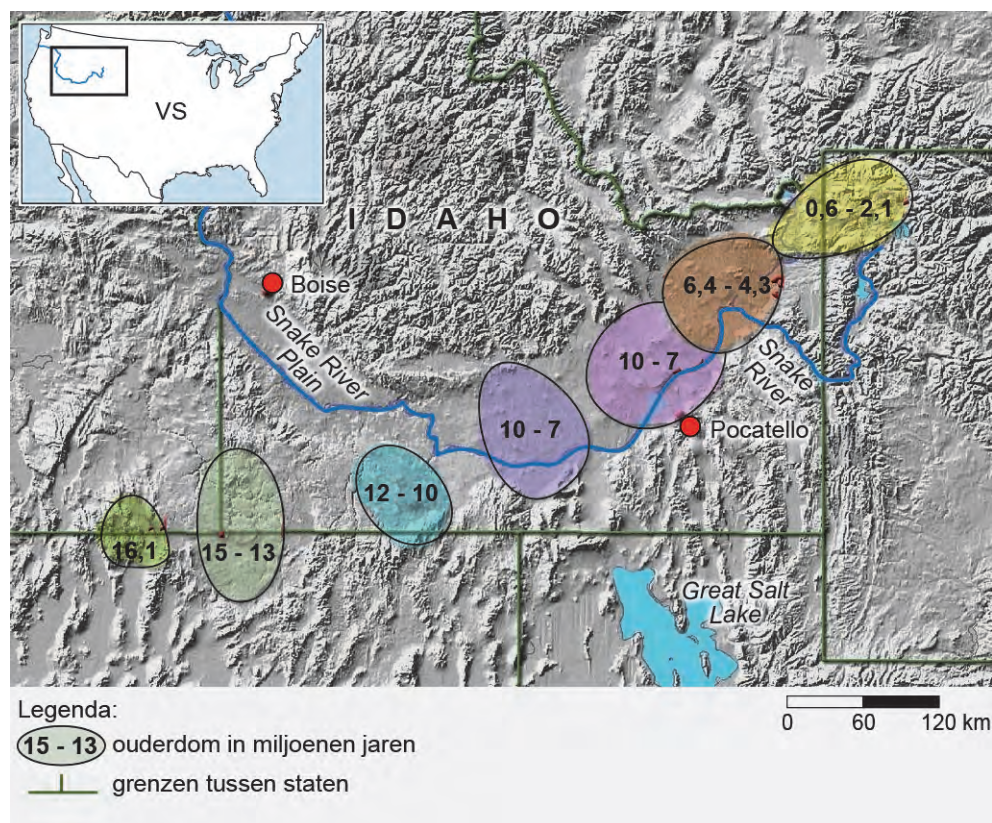 VS
IDAHO
0,6 - 2,1
6,4 - 4,3
Boise
Snake River
Plain
10 - 7
Snake
River
10 - 7
Pocatello
12 - 10
16,1
15 - 13
Great Salt
Lake
Legenda:
15 - 13 ouderdom in miljoenen jaren
grenzen tussen staten
0 60 120 km